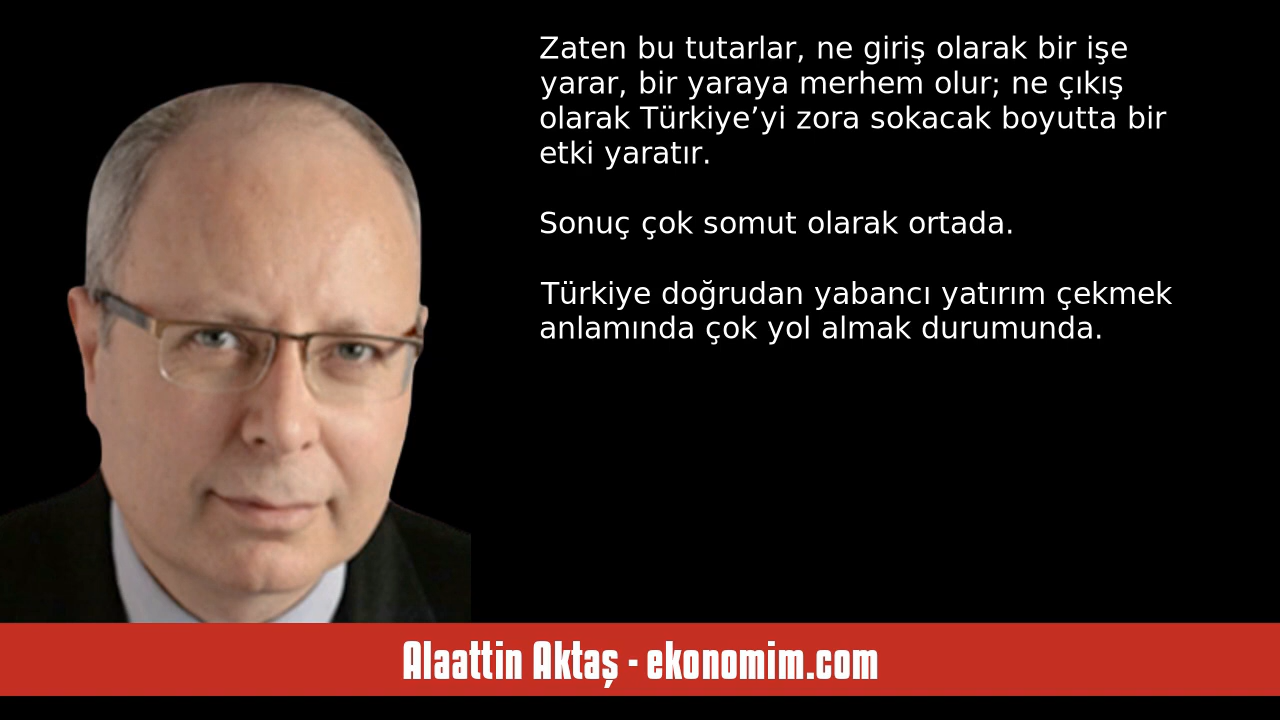 Zaten bu tutarlar, ne giriş olarak bir işe
yarar, bir yaraya merhem olur; ne çıkış
olarak Türkiye’yi zora sokacak boyutta bir
etki yaratır.
Sonuç çok somut olarak ortada.
Türkiye doğrudan yabancı yatırım çekmek
anlamında çok yol almak durumunda.
Alaattin Aktaş - ekonomim.com